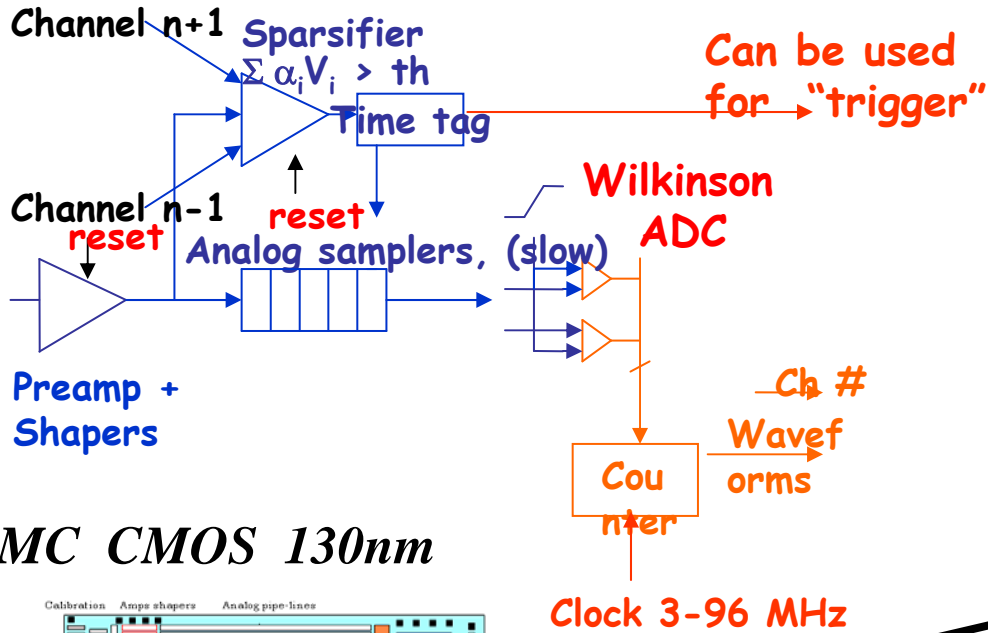 Channel n+1
Sparsifier
Σ αᵢVᵢ > th
Time tag
Can be used
for "trigger"
Channel n-1
reset
reset
Wilkinson
ADC
Analog samplers, (slow)
Preamp +
Shapers
Ch #
Wavef
orms
Cou
nter
MC CMOS 130nm
Calibration Amps shapers Analog pipe-lines
Clock 3-96 MHz